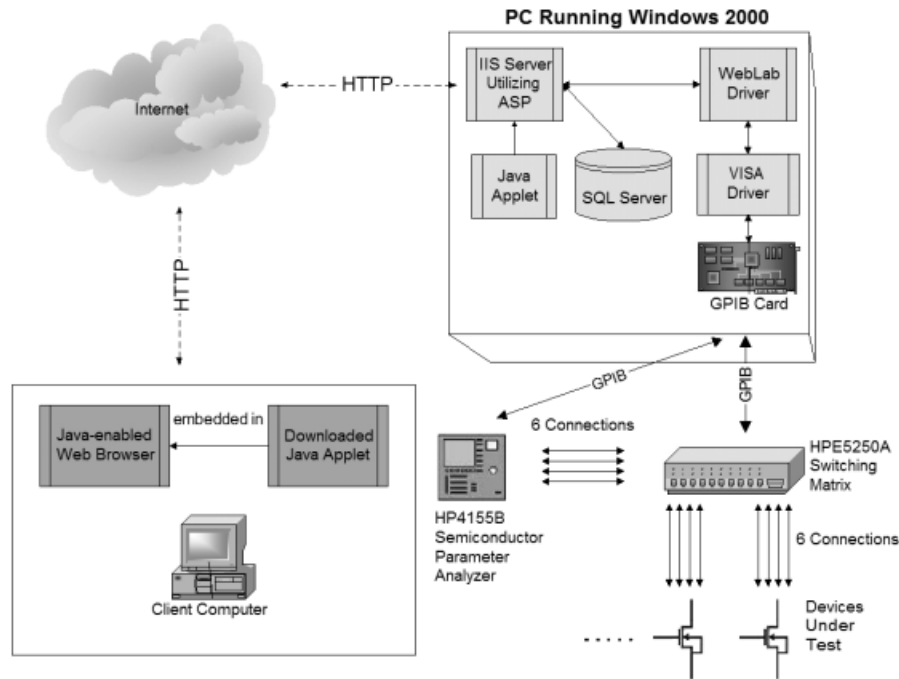 PC Running Windows 2000
IIS Server
Utilizing
ASP
WebLab
Driver
HTTP
Internet
Java
Applet
SQL Server
VISA
Driver
GPIB Card
HTTP
GPIB
GPIB
Java-enabled
Web Browser
embedded in
Downloaded
Java Applet
Client Computer
6 Connections
HP4155B
Semiconductor
Parameter
Analyzer
HPE5250A
Switching
Matrix
6 Connections
Devices
Under
Test